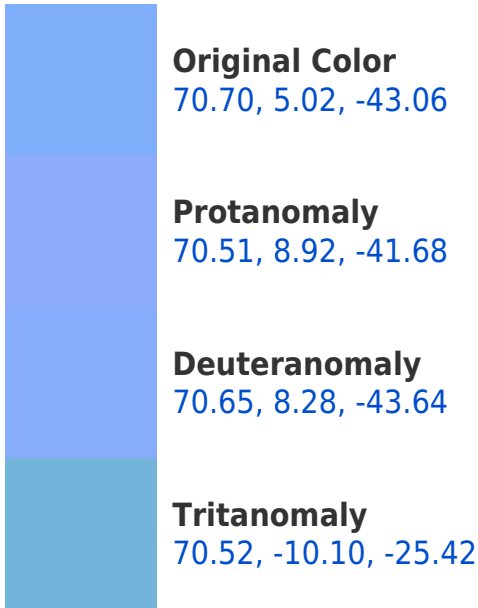 Original Color
70.70, 5.02, -43.06
Protanomaly
70.51, 8.92, -41.68
Deuteranomaly
70.65, 8.28, -43.64
Tritanomaly
70.52, -10.10, -25.42